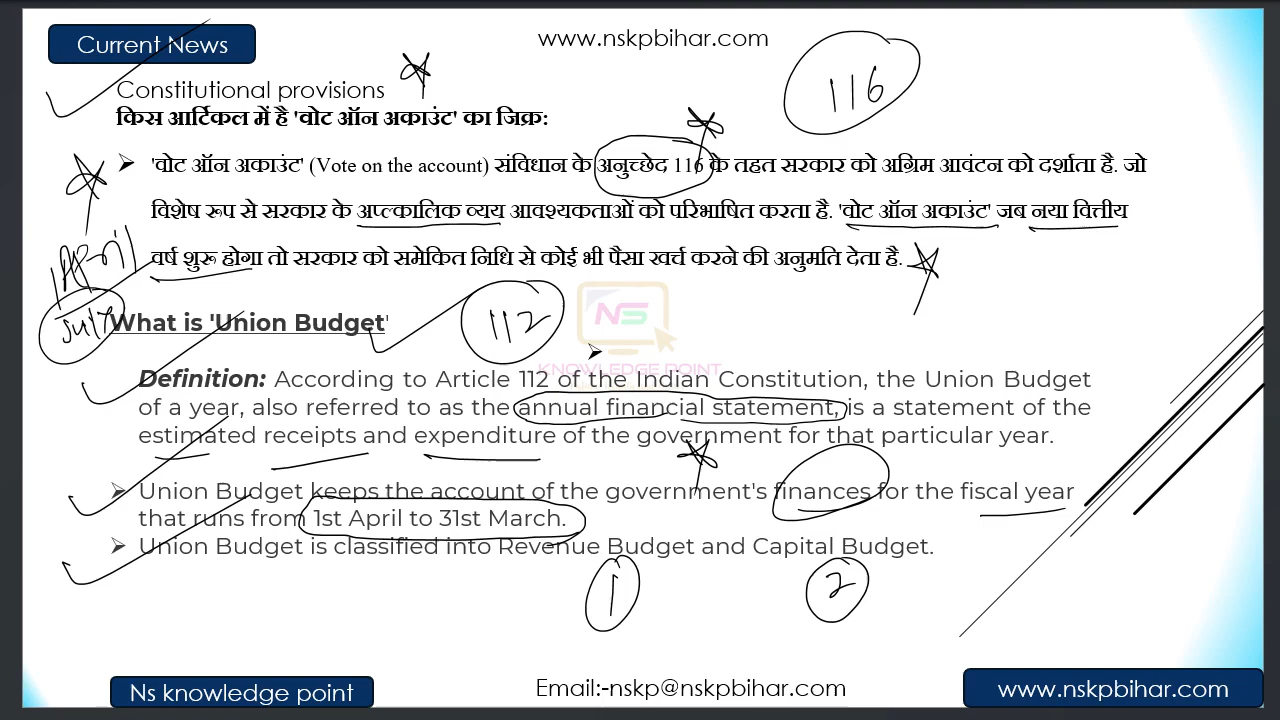 Current News
www.nskpbihar.com
116
Constitutional provisions
किस आर्टिकल में है 'वोट ऑन अकाउंट' का जिक्र:
'वोट ऑन अकाउंट' (Vote on the account) संविधान के अनुच्छेद 116 के तहत सरकार को अग्रिम आवंटन को दर्शाता है. जो
विशेष रूप से सरकार के अल्पकालिक व्यय आवश्यकताओं को परिभाषित करता है. 'वोट ऑन अकाउंट' जब नया वित्तीय
वर्ष शुरू होगा तो सरकार को समेकित निधि से कोई भी पैसा खर्च करने की अनुमति देता है.
April
July
What is 'Union Budget'
112
NS
KNOWLEDGE POINT
Definition: According to Article 112 of the Indian Constitution, the Union Budget
of a year, also referred to as the annual financial statement, is a statement of the
estimated receipts and expenditure of the government for that particular year.
Union Budget keeps the account of the government's finances for the fiscal year
that runs from 1st April to 31st March.
Union Budget is classified into Revenue Budget and Capital Budget.
1
2
Ns knowledge point
Email:-nskp@nskpbihar.com
www.nskpbihar.com